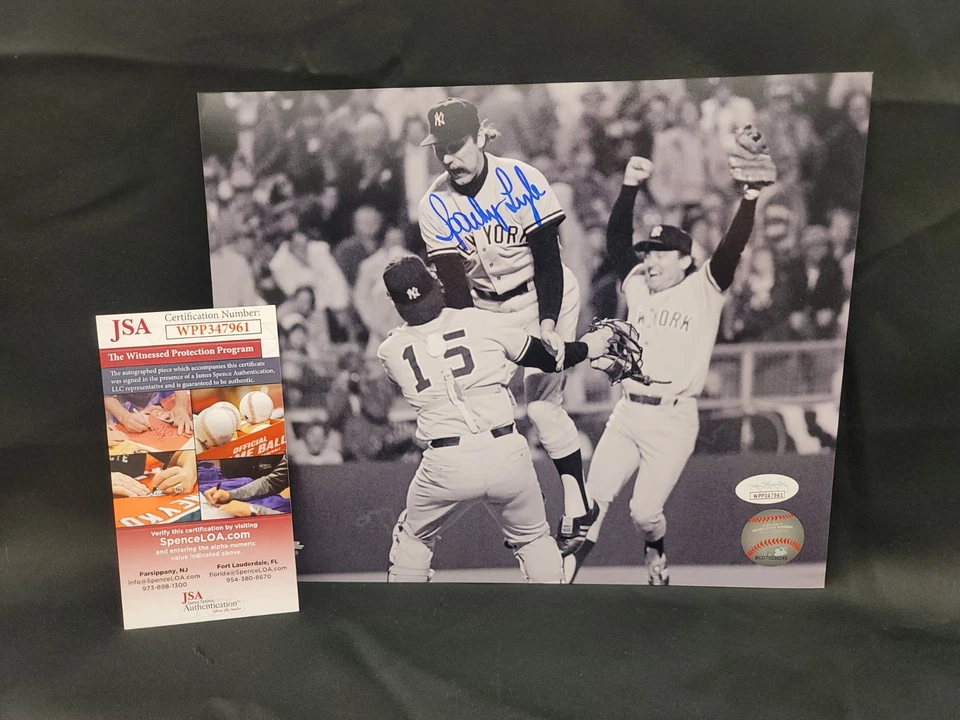 JSA
Certification Number:
WPP347961
The Witnessed Protection Program
The autographed piece which accompanies this certificate
was signed in the presence of a James Spence Authentication,
LLC representative and is guaranteed to be authentic.
OFFICIAL
ME BALL
Verify this certification by visiting
SpenceLOA.com
and entering the alpha-numeric
value indicated above.
Parsippany, NJ
info@SpenceLOA.com
973-898-1300
Fort Lauderdale, FL
florida@SpenceLOA.com
954-380-8670
JSA
Authentication
NY
Sparky Lyle
EW YORK
NY
15
W YORK
WPP347961